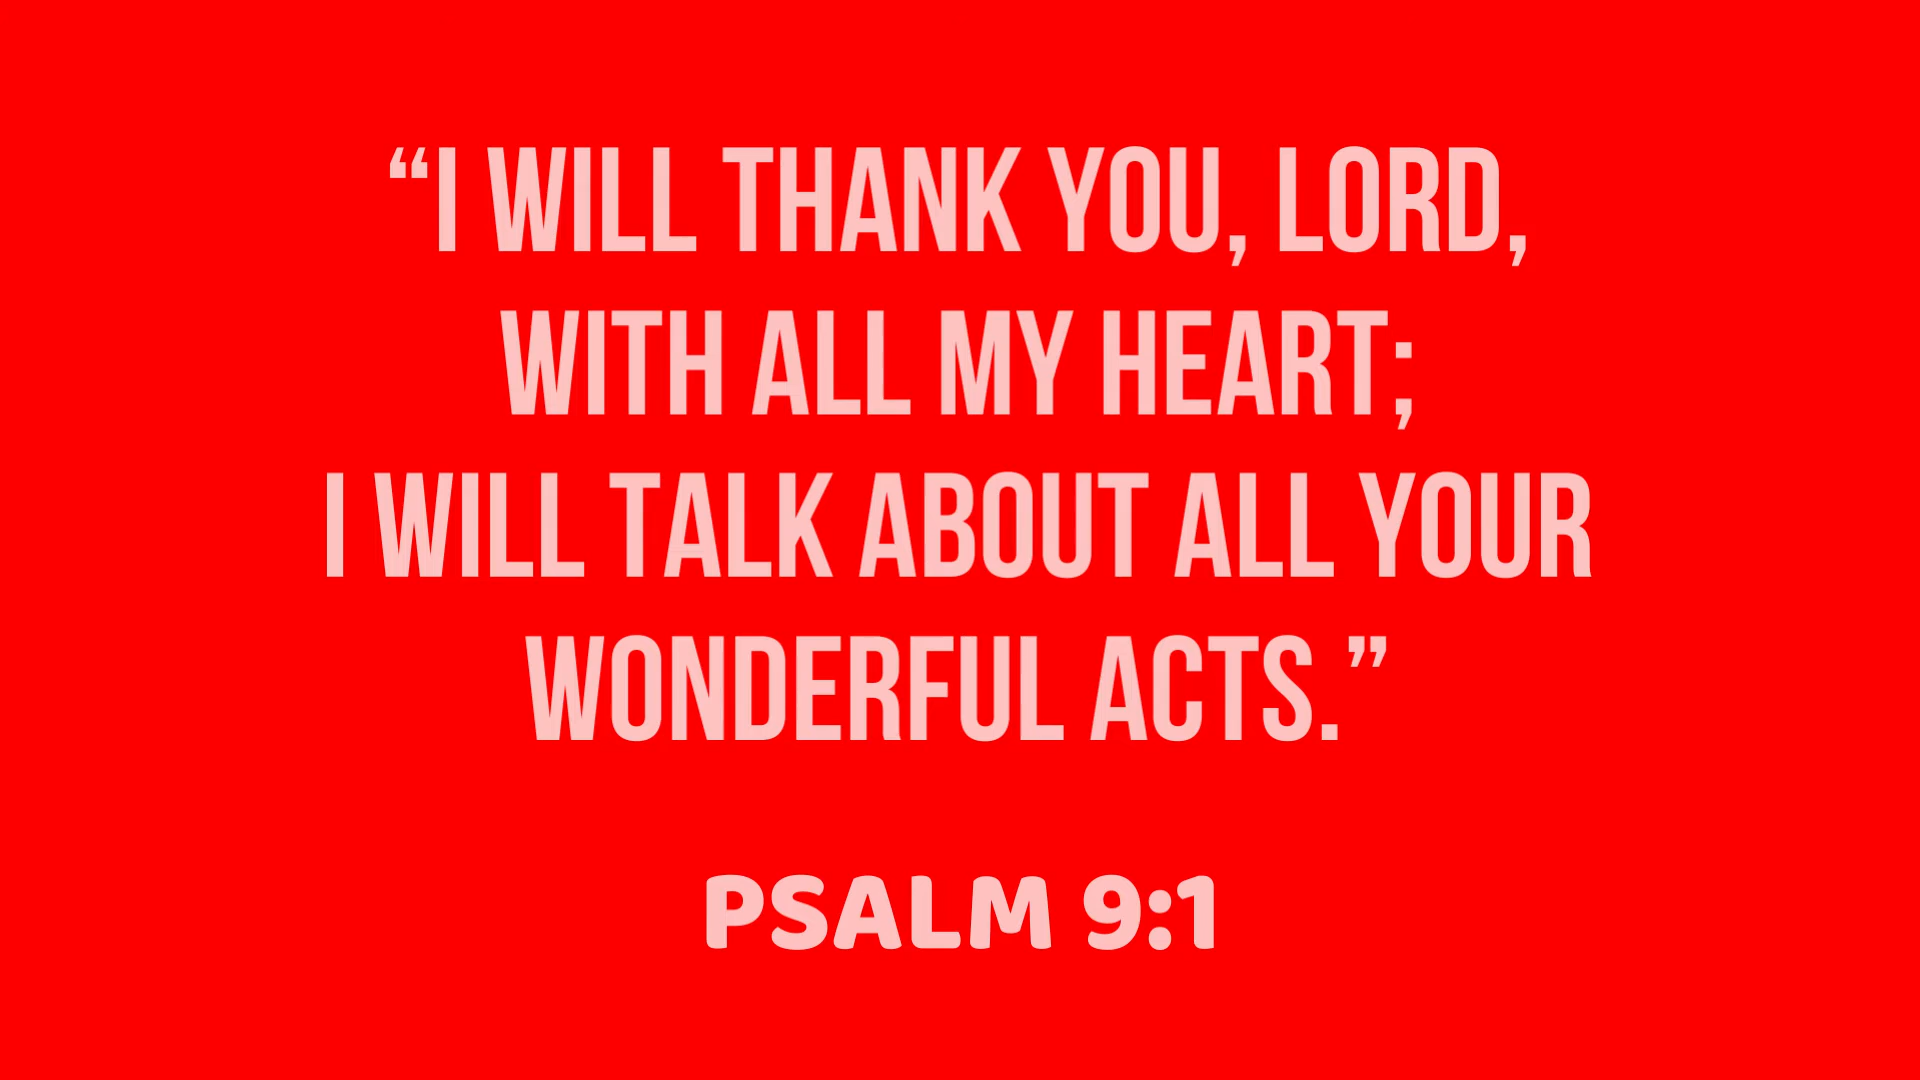 “I WILL THANK YOU, LORD,
WITH ALL MY HEART;
I WILL TALK ABOUT ALL YOUR
WONDERFUL ACTS.”
PSALM 9:1